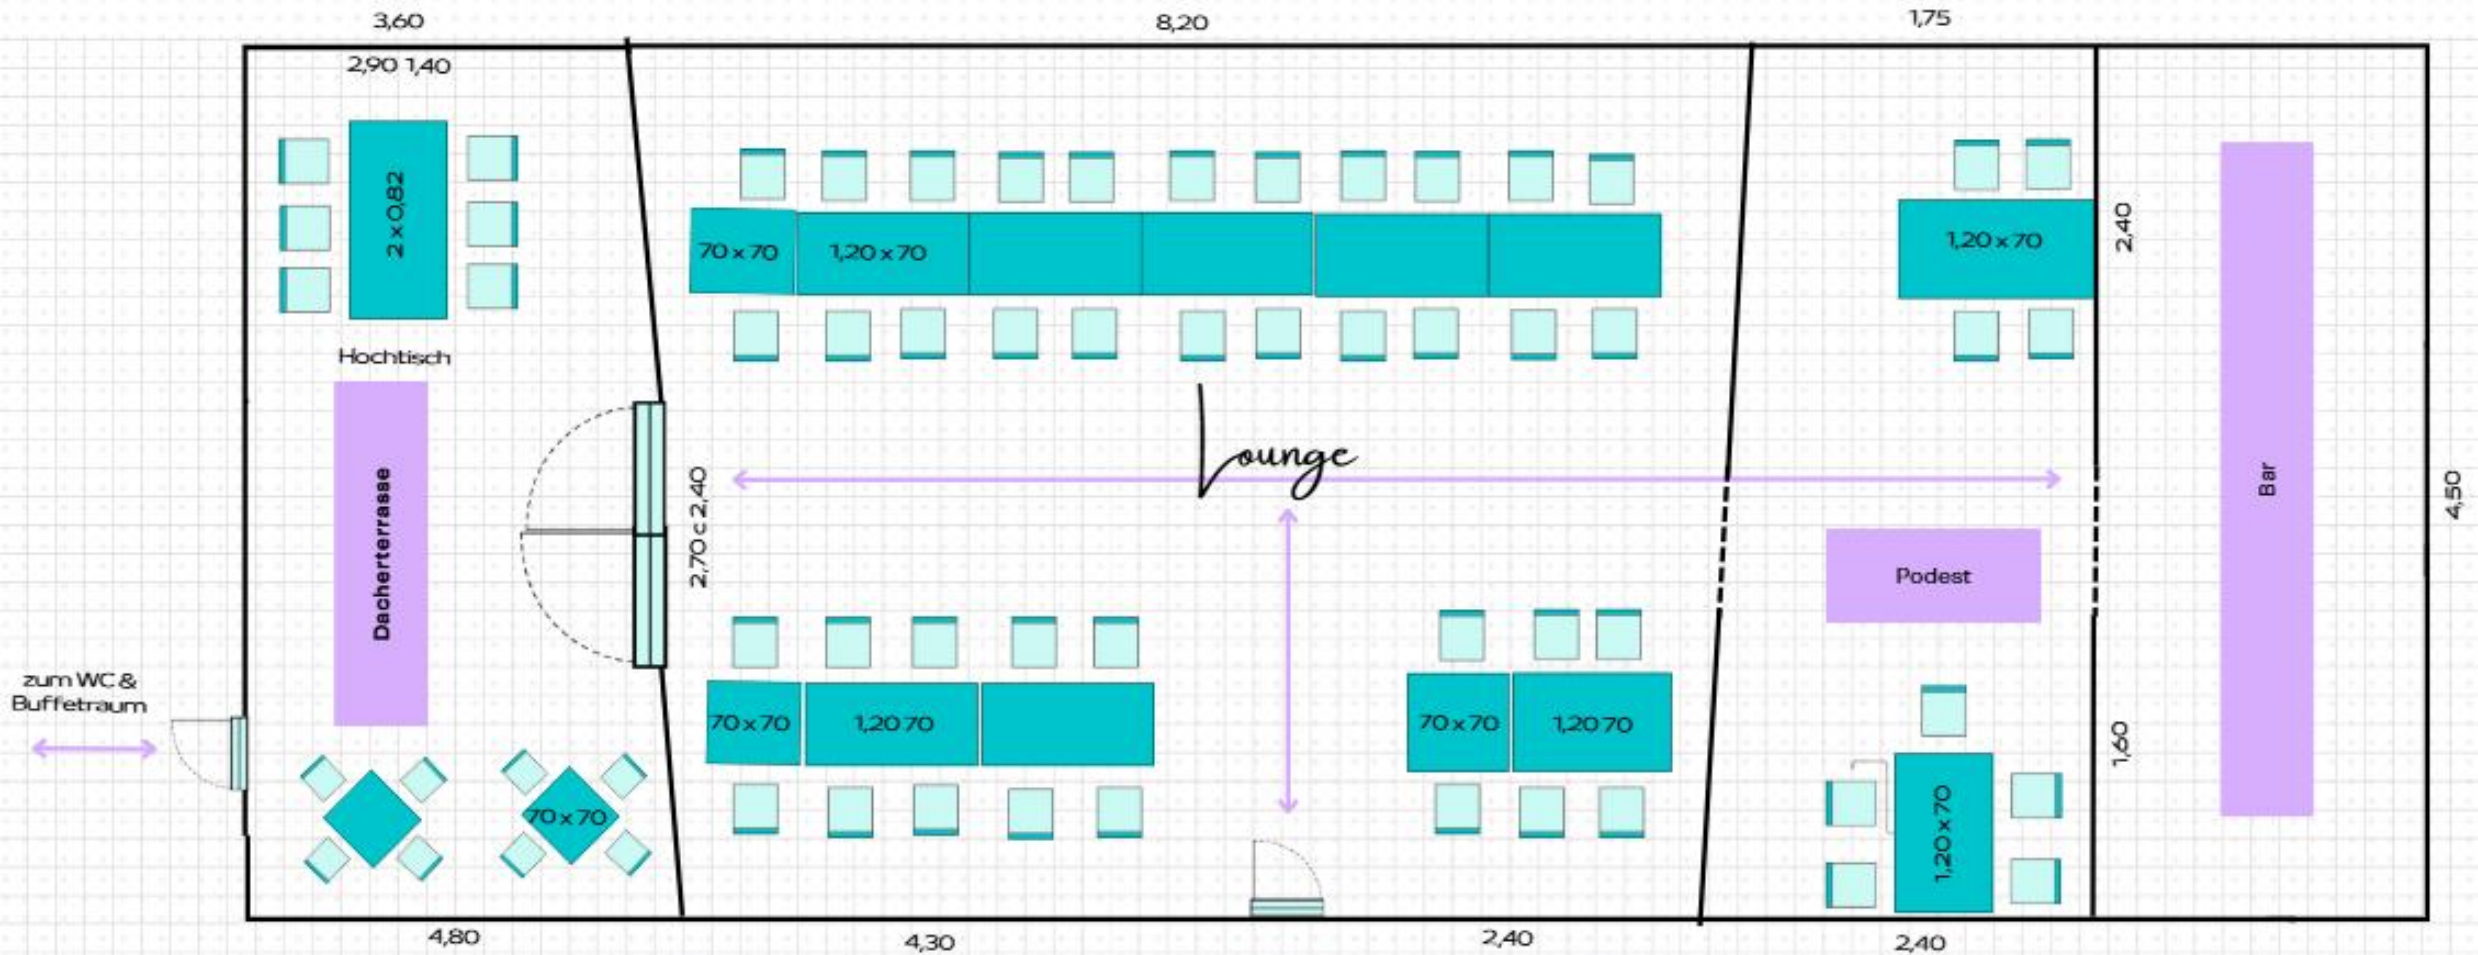 3,60
8,20
1,75
2,90 1,40
2 x 0,82
70 x 70
1,20 x 70
1,20 x 70
2,40
Hochtisch
Lounge
Dacherterrasse
2,70 c 2,40
Podest
Bar
4,50
zum WC &
Buffetraum
70 x 70
1,20 70
70 x 70
1,20 70
1,60
70 x 70
1,20 x 70
4,80
4,30
2,40
2,40